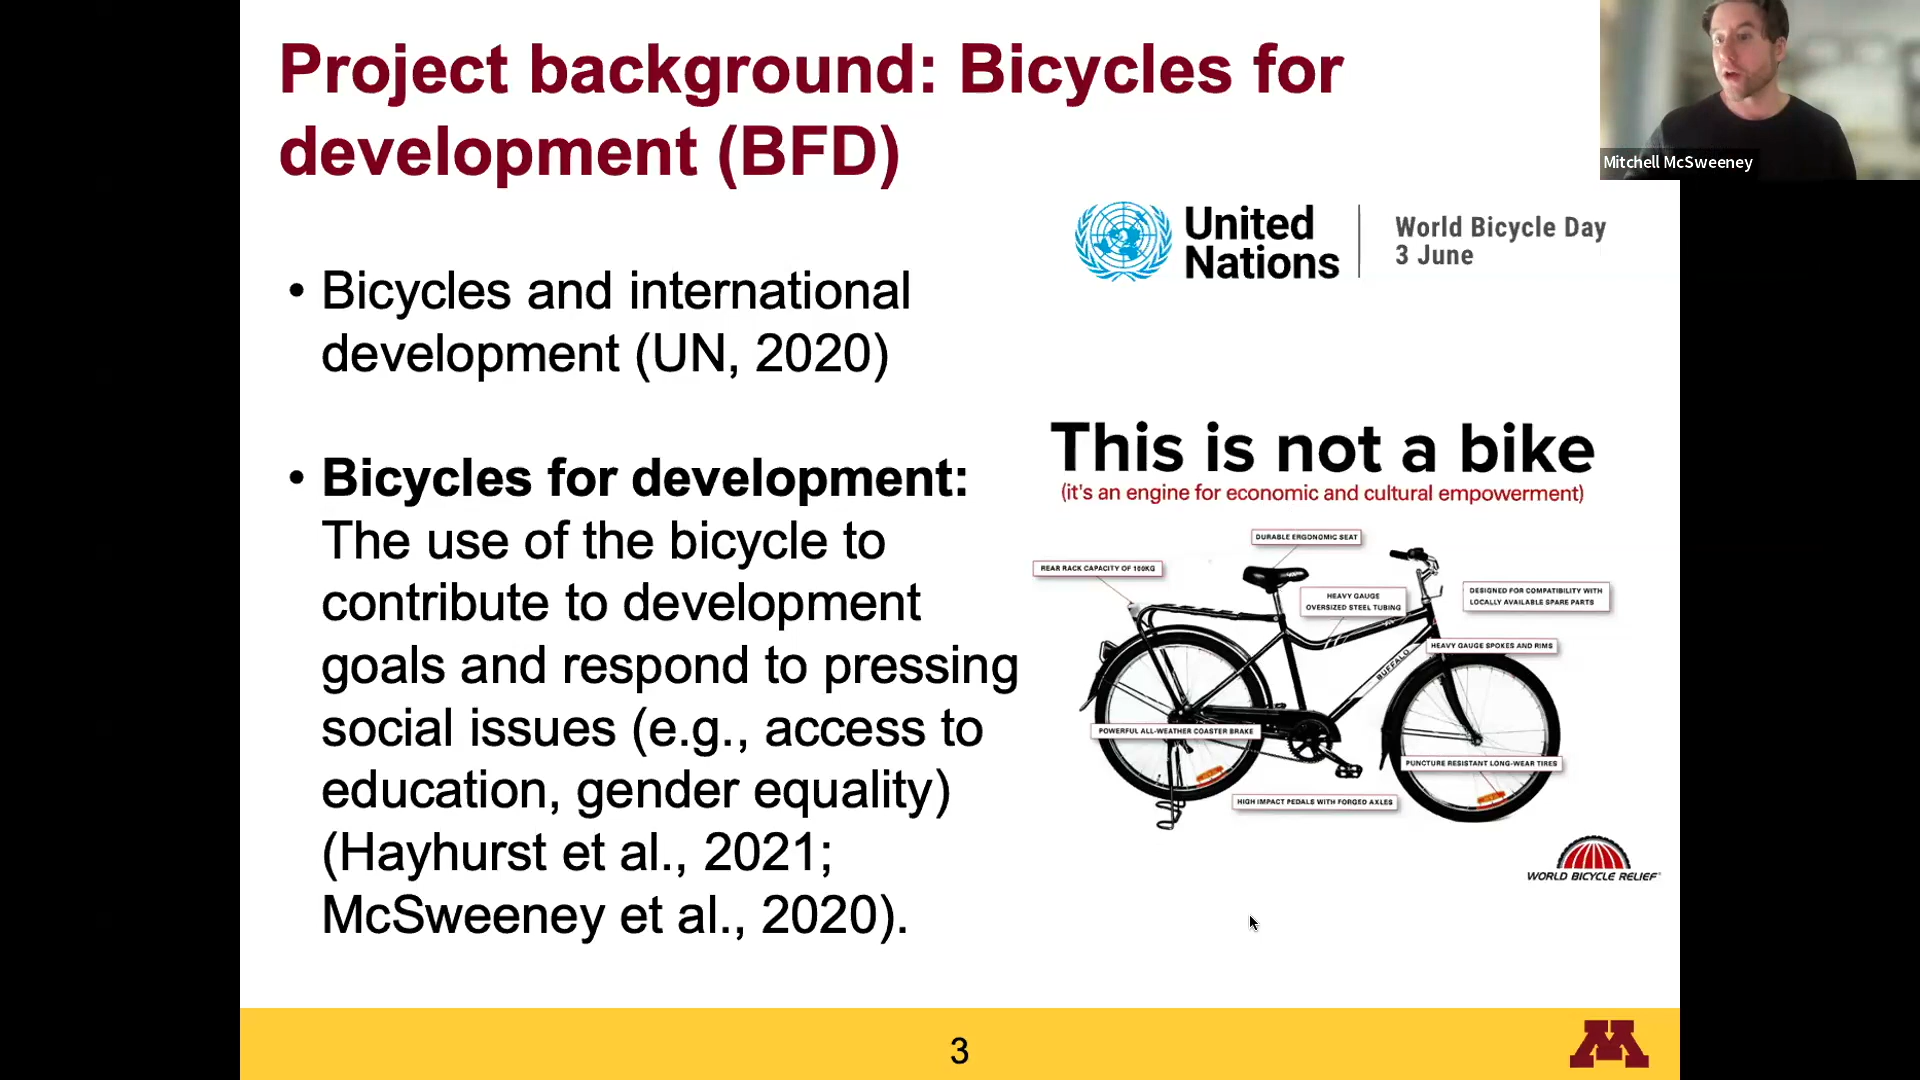 Project background: Bicycles for
development (BFD)
Mitchell McSweeney
United
Nations
World Bicycle Day
3 June
• Bicycles and international
development (UN, 2020)
• Bicycles for development:
The use of the bicycle to
contribute to development
goals and respond to pressing
social issues (e.g., access to
education, gender equality)
(Hayhurst et al., 2021;
McSweeney et al., 2020).
This is not a bike
(it's an engine for economic and cultural empowerment)
DURABLE ERGONOMIC SEAT
REAR RACK CAPACITY OF 100KG
HEAVY GAUGE
OVERSIZED STEEL TUBING
DESIGNED FOR COMPATIBILITY WITH
LOCALLY AVAILABLE SPARE PARTS
HEAVY GAUGE SPOKES AND RIMS
BUFFALO
POWERFUL ALL-WEATHER COASTER BRAKE
PUNCTURE RESISTANT LONG-WEAR TIRES
HIGH IMPACT PEDALS WITH FORGED AXLES
WORLD BICYCLE RELIEF
3
M